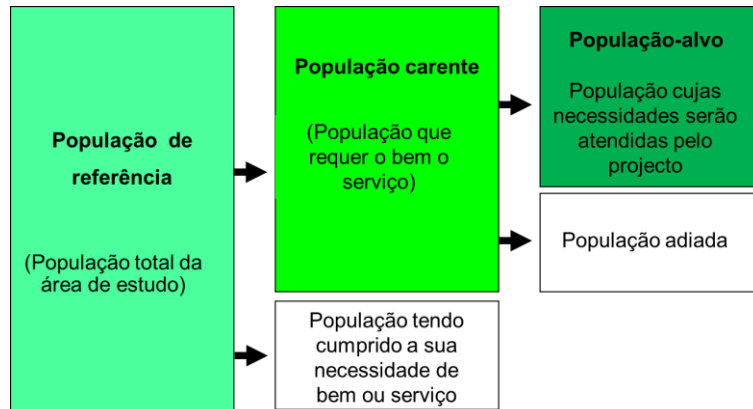 População de
referência
(População total da
área de estudo)
População carente
(População que
requer o bem o
serviço)
População tendo
cumprido a sua
necessidade de
bem ou serviço
População-alvo
População cujas
necessidades serão
atendidas pelo
projecto
População adiada